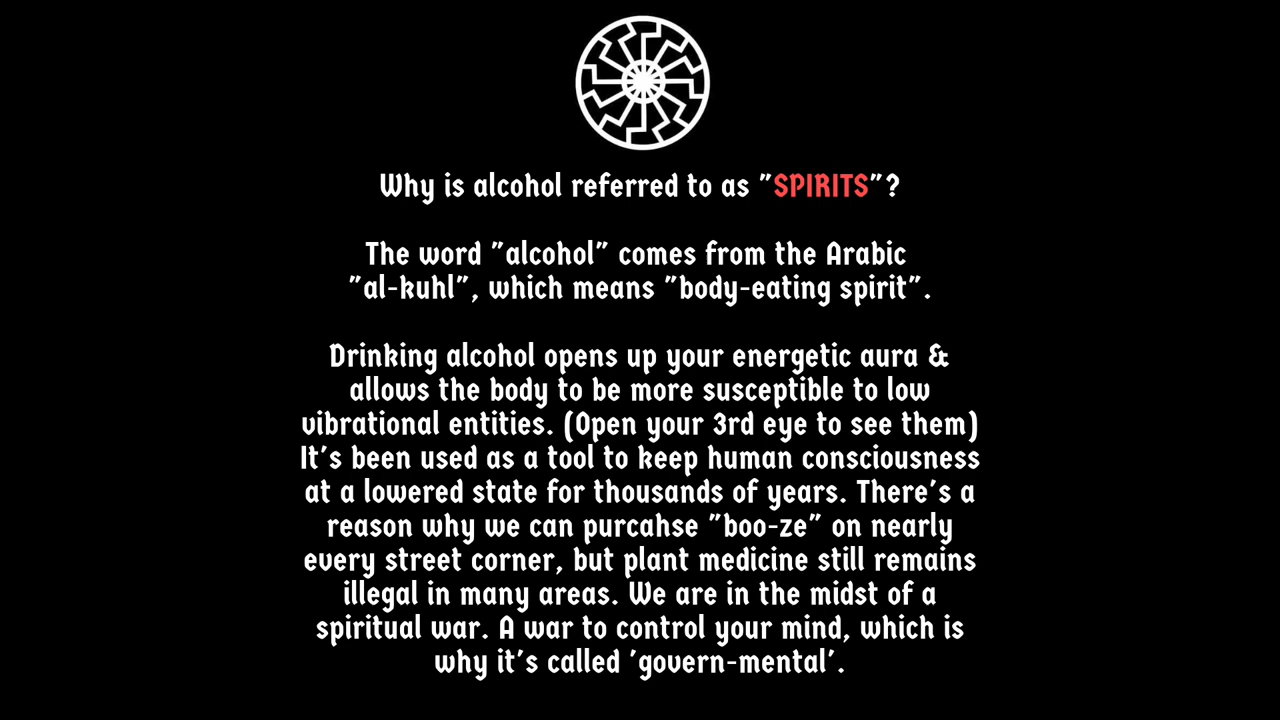 Why is alcohol referred to as "SPIRITS"?
The word "alcohol" comes from the Arabic
"al-kuhl", which means "body-eating spirit".
Drinking alcohol opens up your energetic aura &
allows the body to be more susceptible to low
vibrational entities. (Open your 3rd eye to see them)
It's been used as a tool to keep human consciousness
at a lowered state for thousands of years. There's a
reason why we can purcahse "boo-ze" on nearly
every street corner, but plant medicine still remains
illegal in many areas. We are in the midst of a
spiritual war. A war to control your mind, which is
why it's called 'govern-mental'.